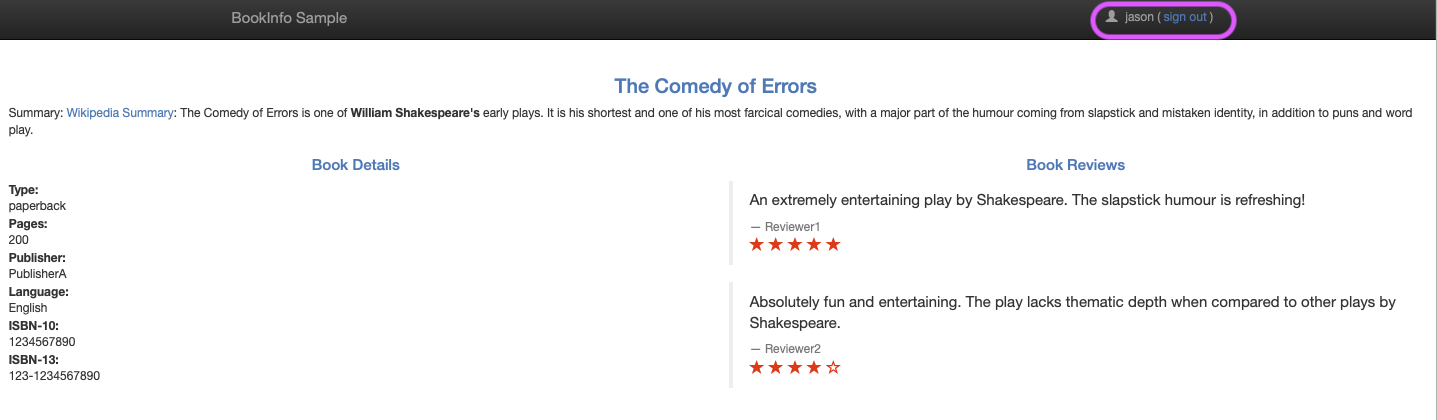 BookInfo Sample
jason (sign out)
The Comedy of Errors
Summary: Wikipedia Summary: The Comedy of Errors is one of William Shakespeare's early plays. It is his shortest and one of his most farcical comedies, with a major part of the humour coming from slapstick and mistaken identity, in addition to puns and word
play.
Book Details
Type:
paperback
Pages:
200
Publisher:
PublisherA
Language:
English
ISBN-10:
1234567890
ISBN-13:
123-1234567890
Book Reviews
An extremely entertaining play by Shakespeare. The slapstick humour is refreshing!
— Reviewer1
Absolutely fun and entertaining. The play lacks thematic depth when compared to other plays by
Shakespeare.
— Reviewer2